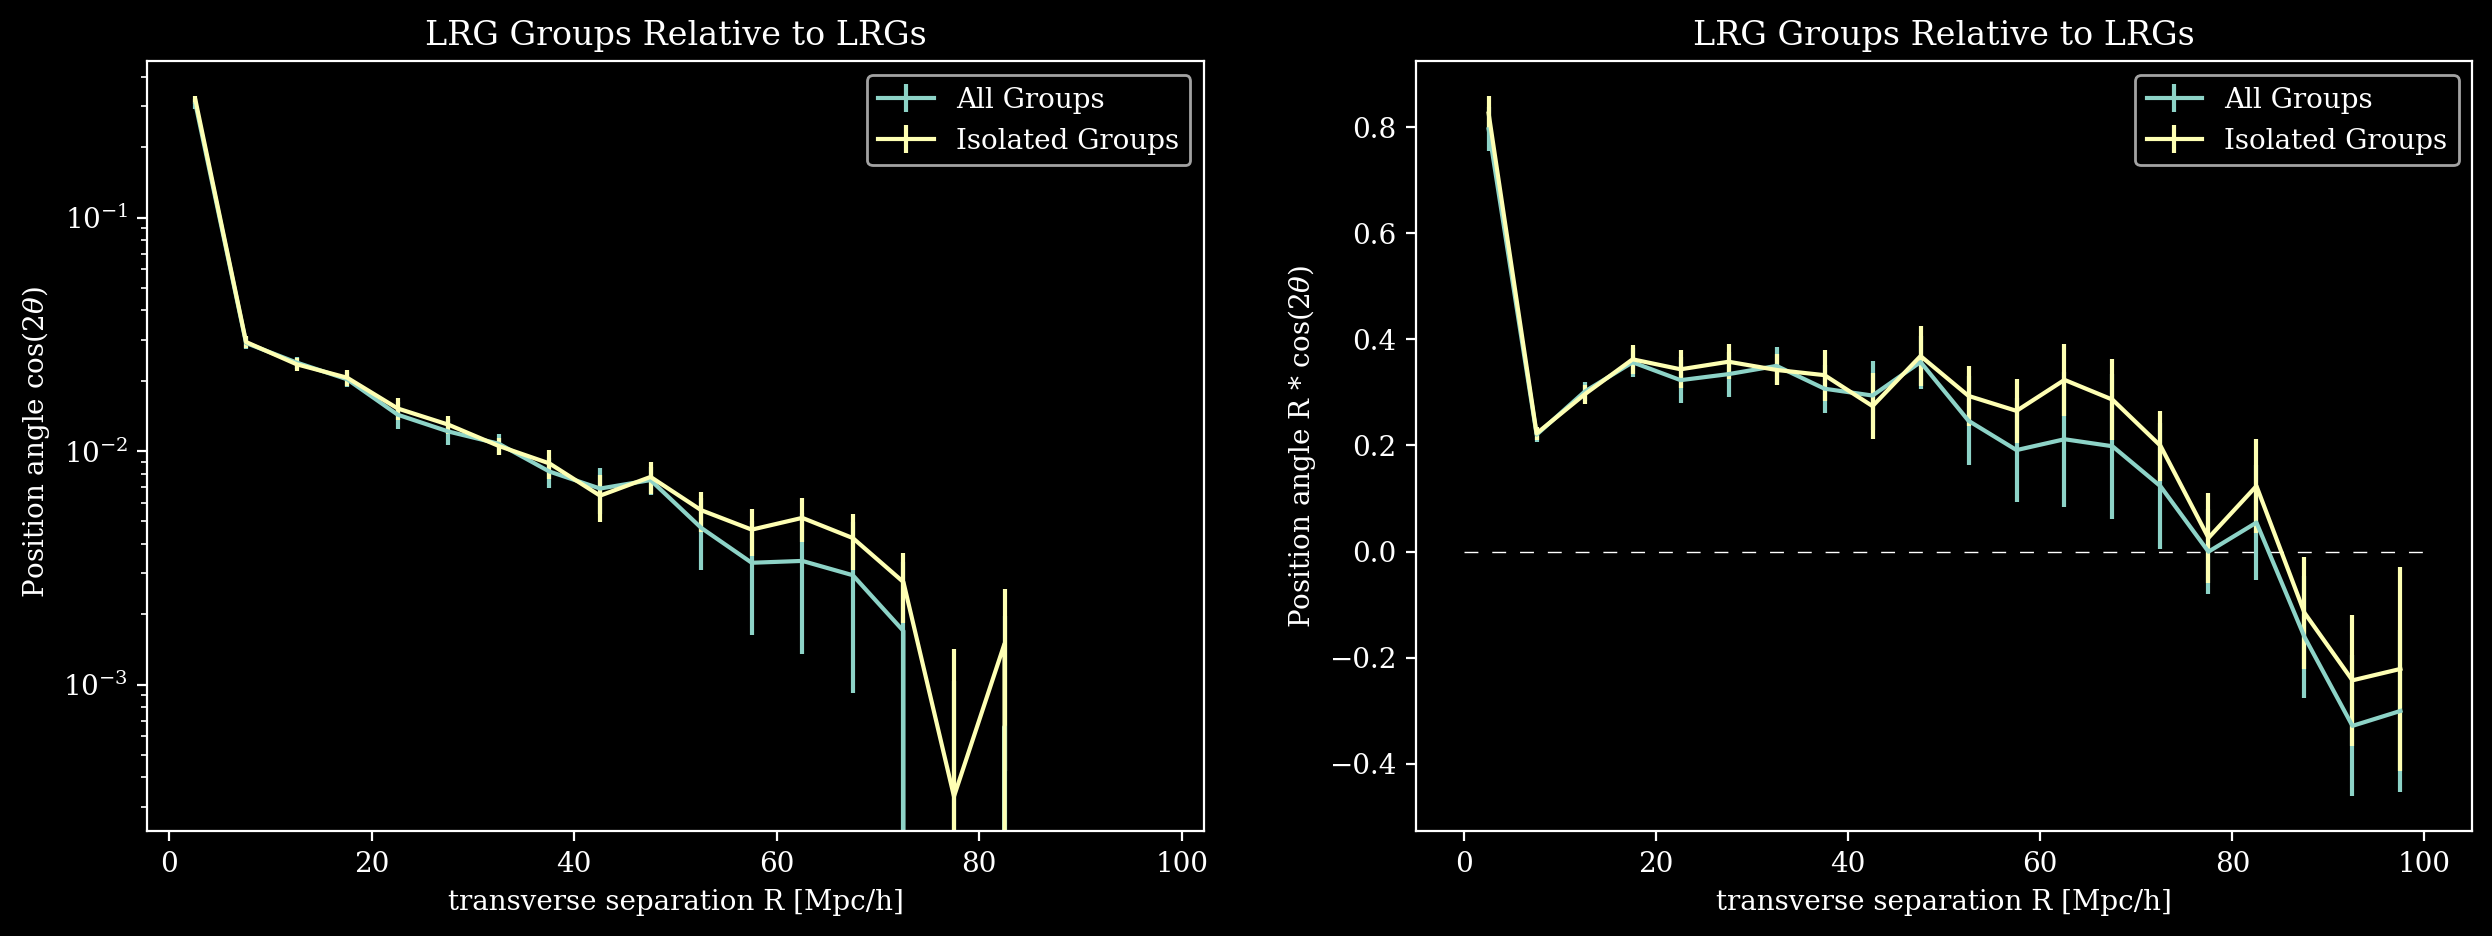 LRG Groups Relative to LRGs
All Groups
Isolated Groups
Position angle cos(2θ)
10⁻¹
10⁻²
10⁻³
0 20 40 60 80 100
transverse separation R [Mpc/h]
LRG Groups Relative to LRGs
All Groups
Isolated Groups
Position angle R * cos(2θ)
0.8
0.6
0.4
0.2
0.0
−0.2
−0.4
0 20 40 60 80 100
transverse separation R [Mpc/h]